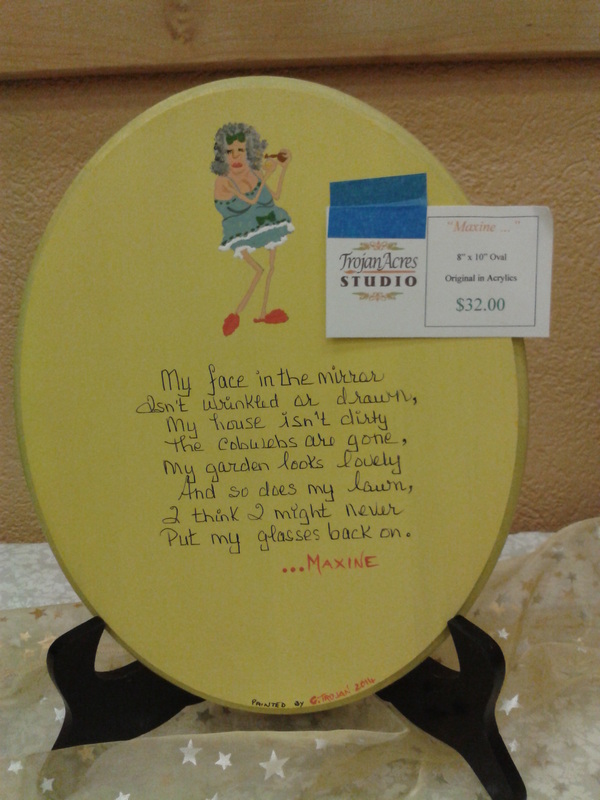 "Maxine ..."
8" x 10" Oval
Original in Acrylics
$32.00
TrojanAcres
STUDIO
My face in the mirror
Isn't wrinkled or drawn,
My house isn't dirty
The cobwebs are gone,
My garden looks lovely
And so does my lawn,
I think I might never
Put my glasses back on.
...MAXINE
PAINTED BY G. TROJAN 2014